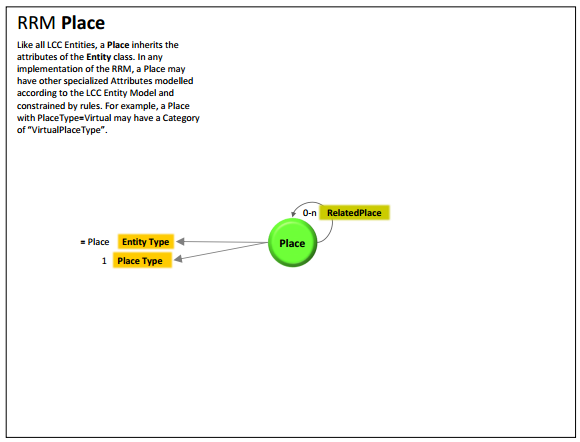 RRM Place
Like all LCC Entities, a Place inherits the
attributes of the Entity class. In any
implementation of the RRM, a Place may
have other specialized Attributes modelled
according to the LCC Entity Model and
constrained by rules. For example, a Place
with PlaceType=Virtual may have a Category
of “VirtualPlaceType”.
0-n RelatedPlace
= Place Entity Type
Place
1 Place Type